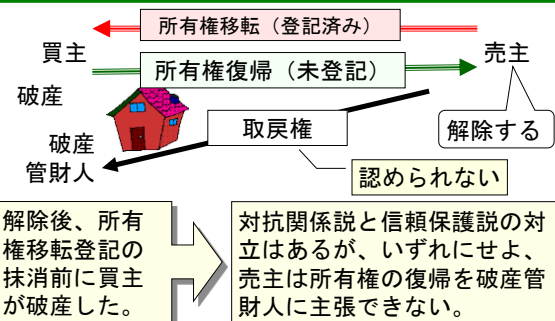 所有権移転（登記済み）
買主
売主
所有権復帰（未登記）
破産
取戻権
解除する
破産
管財人
認められない
解除後、所有
権移転登記の
抹消前に買主
が破産した。
対抗関係説と信頼保護説の対
立はあるが、いずれにせよ、
売主は所有権の復帰を破産管
財人に主張できない。